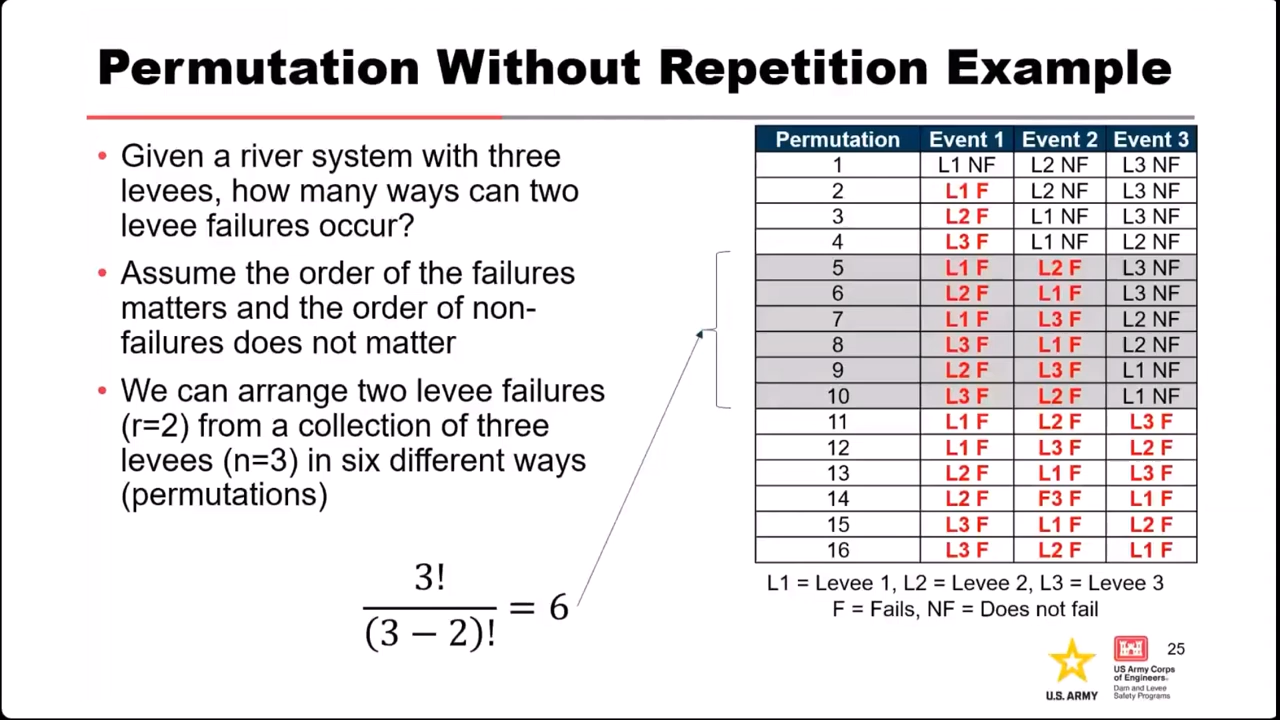 Permutation Without Repetition Example
• Given a river system with three
levees, how many ways can two
levee failures occur?
• Assume the order of the failures
matters and the order of non-
failures does not matter
• We can arrange two levee failures
(r=2) from a collection of three
levees (n=3) in six different ways
(permutations)
3!
(3 − 2)!
= 6
Permutation Event 1 Event 2 Event 3
1 L1 NF L2 NF L3 NF
2 L1 F L2 NF L3 NF
3 L2 F L1 NF L3 NF
4 L3 F L1 NF L2 NF
5 L1 F L2 F L3 NF
6 L2 F L1 F L3 NF
7 L1 F L3 F L2 NF
8 L3 F L1 F L2 NF
9 L2 F L3 F L1 NF
10 L3 F L2 F L1 NF
11 L1 F L2 F L3 F
12 L1 F L3 F L2 F
13 L2 F L1 F L3 F
14 L2 F F3 F L1 F
15 L3 F L1 F L2 F
16 L3 F L2 F L1 F
L1 = Levee 1, L2 = Levee 2, L3 = Levee 3
F = Fails, NF = Does not fail
U.S. ARMY
US Army Corps
of Engineers®
Dam and Levee
Safety Programs
25